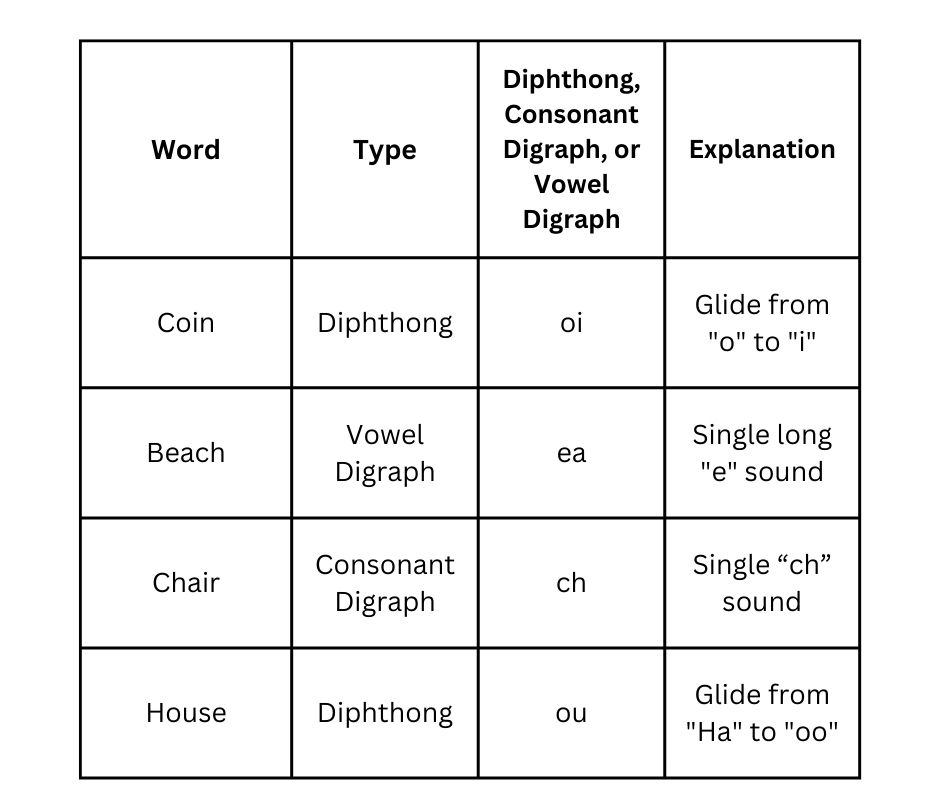 Word
Type
Diphthong,
Consonant
Digraph, or
Vowel
Digraph
Explanation
Coin
Diphthong
oi
Glide from
"o" to "i"
Beach
Vowel
Digraph
ea
Single long
"e" sound
Chair
Consonant
Digraph
ch
Single “ch”
sound
House
Diphthong
ou
Glide from
"Ha" to "oo"